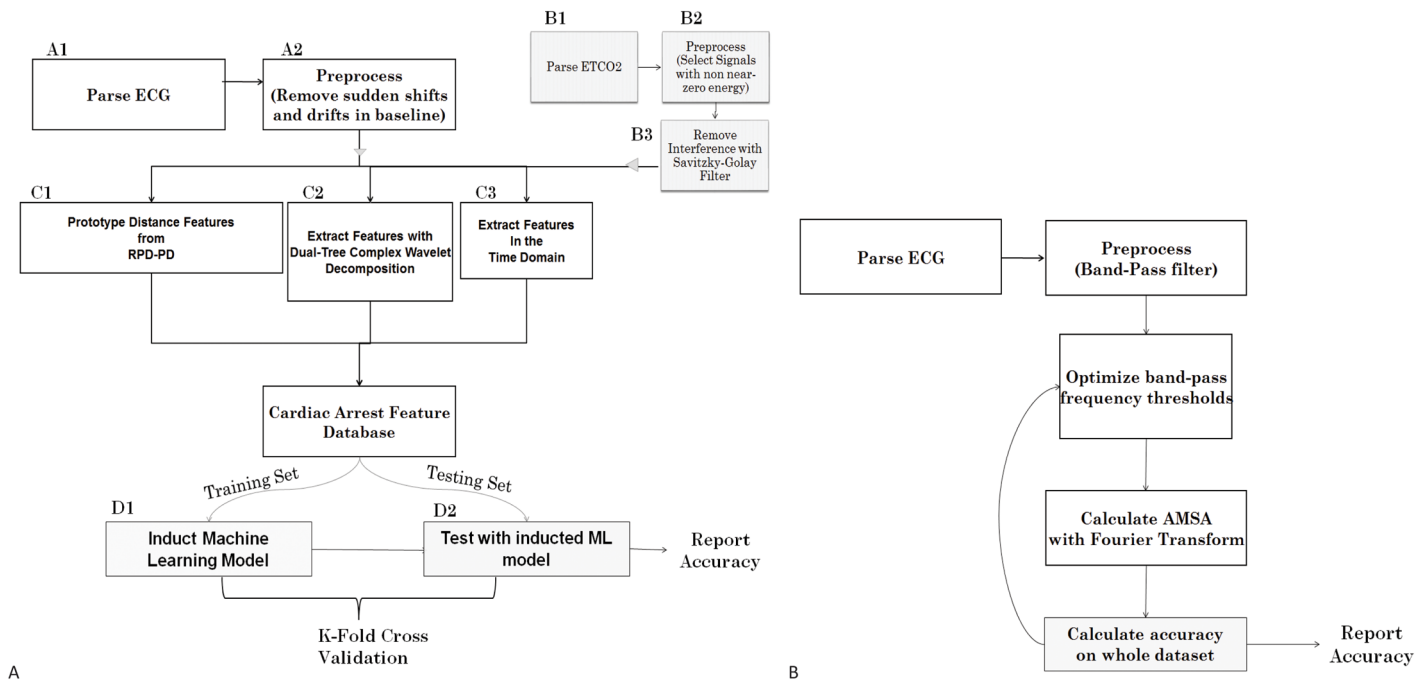 A1
Parse ECG
A2
Preprocess
(Remove sudden shifts
and drifts in baseline)
B1
Parse ETCO2
B2
Preprocess
(Select Signals
with non near-
zero energy)
B3
Remove
Interference with
Savitzky-Golay
Filter
C1
Prototype Distance Features
from
RPD-PD
C2
Extract Features with
Dual-Tree Complex Wavelet
Decomposition
C3
Extract Features
In the
Time Domain
Cardiac Arrest Feature
Database
Training Set
Testing Set
D1
Induct Machine
Learning Model
D2
Test with inducted ML
model
Report
Accuracy
K-Fold Cross
Validation
A
Parse ECG
Preprocess
(Band-Pass filter)
Optimize band-pass
frequency thresholds
Calculate AMSA
with Fourier Transform
Calculate accuracy
on whole dataset
Report
Accuracy
B